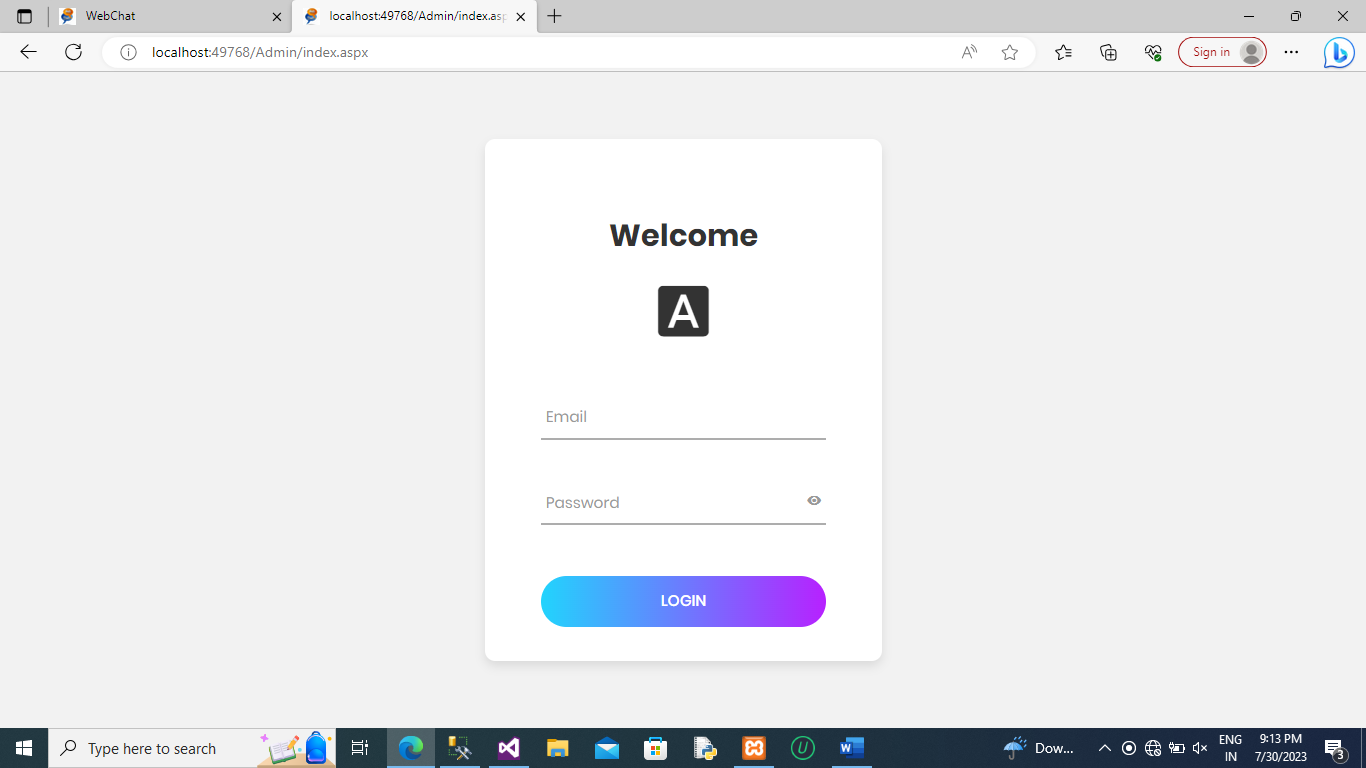 WebChat
localhost:49768/Admin/index.asp
localhost:49768/Admin/index.aspx
Sign in
Welcome
A
Email
Password
LOGIN
Type here to search
Dow...
ENG
IN
9:13 PM
7/30/2023
3